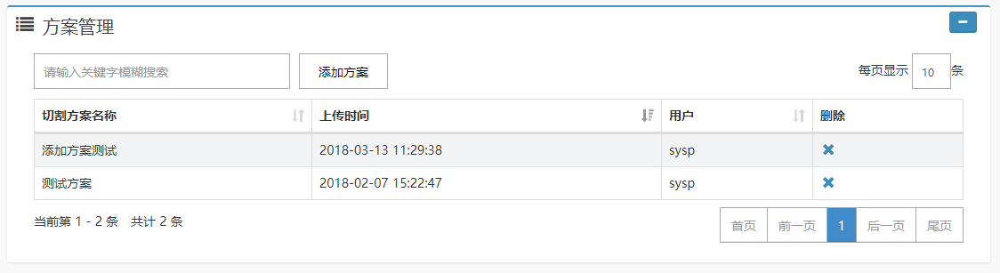 方案管理
请输入关键字模糊搜索 添加方案 每页显示 10 条
切割方案名称 上传时间 用户 删除
添加方案测试 2018-03-13 11:29:38 sysp
测试方案 2018-02-07 15:22:47 sysp
当前第 1 - 2 条 共计 2 条 首页 前一页 1 后一页 尾页